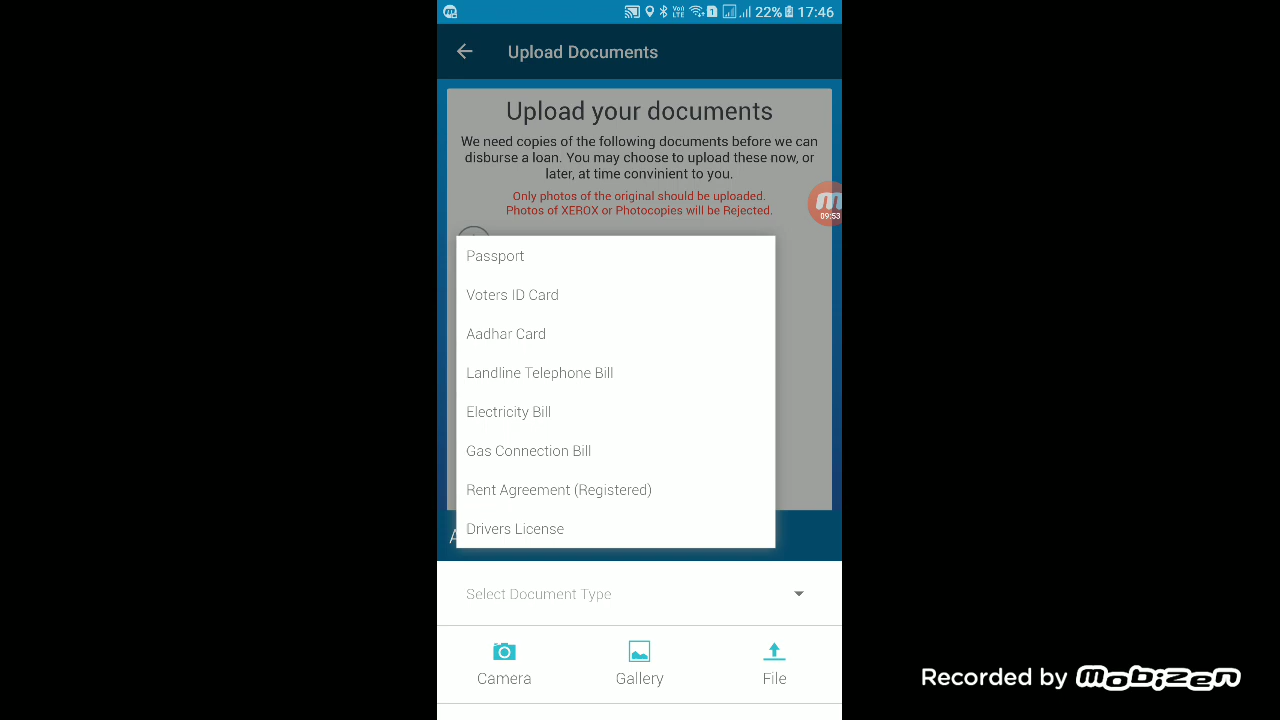 22% 17:46
Upload Documents
Upload your documents
We need copies of the following documents before we can
disburse a loan. You may choose to upload these now, or
later, at time convinient to you.
Only photos of the original should be uploaded.
Photos of XEROX or Photocopies will be Rejected.
09:53
Passport
Voters ID Card
Aadhar Card
Landline Telephone Bill
Electricity Bill
Gas Connection Bill
Rent Agreement (Registered)
Drivers License
Select Document Type
Camera
Gallery
File
Recorded by mobizen